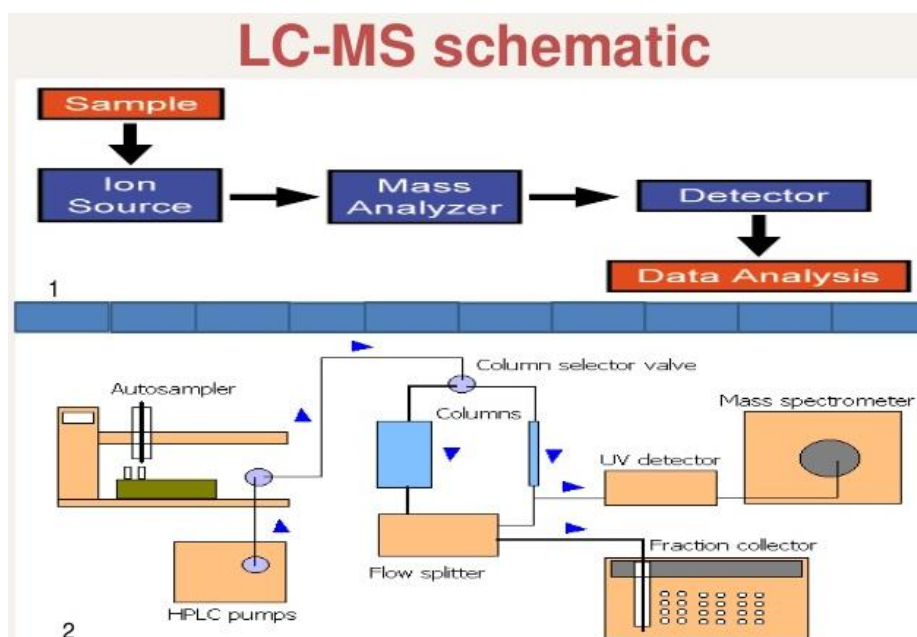 LC-MS schematic
Sample
Ion
Source
Mass
Analyzer
Detector
Data Analysis
1
Autosampler
Column selector valve
Columns
Mass spectrometer
UV detector
Flow splitter
Fraction collector
HPLC pumps
2